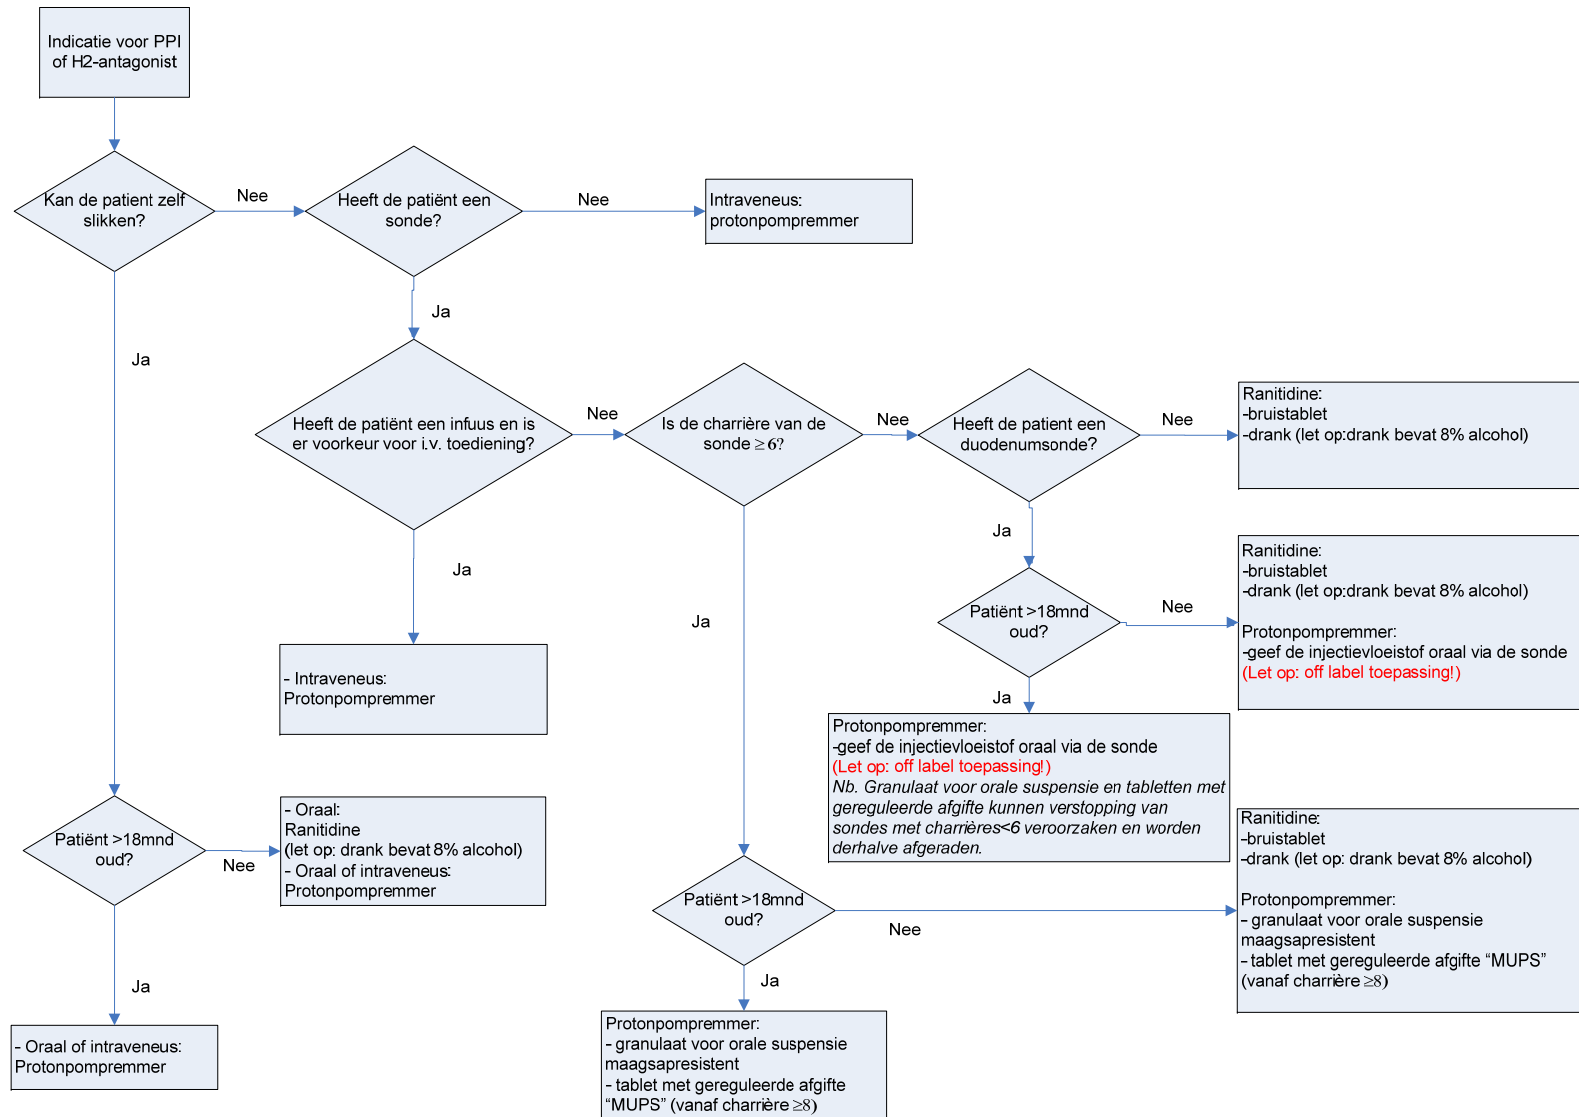 Indicatie voor PPI
of H2-antagonist
Kan de patient zelf
slikken?
Nee
Heeft de patiënt een
sonde?
Nee
Intraveneus:
protonpompremmer
Ja
Ja
Heeft de patiënt een infuus en is
er voorkeur voor i.v. toediening?
Nee
Is de charrière van de
sonde ≥6?
Nee
Heeft de patient een
duodenumsonde?
Nee
Ranitidine:
-bruistablet
-drank (let op:drank bevat 8% alcohol)
Ja
Ja
Ja
Patiënt >18mnd
oud?
Nee
Ranitidine:
-bruistablet
-drank (let op:drank bevat 8% alcohol)
Protonpompremmer:
-geef de injectievloeistof oraal via de sonde
(Let op: off label toepassing!)
- Intraveneus:
Protonpompremmer
Ja
Protonpompremmer:
-geef de injectievloeistof oraal via de sonde
(Let op: off label toepassing!)
Nb. Granulaat voor orale suspensie en tabletten met
gereguleerde afgifte kunnen verstopping van
sondes met charrières<6 veroorzaken en worden
derhalve afgeraden.
Patiënt >18mnd
oud?
Nee
- Oraal:
Ranitidine
(let op: drank bevat 8% alcohol)
- Oraal of intraveneus:
Protonpompremmer
Patiënt >18mnd
oud?
Nee
Ranitidine:
-bruistablet
-drank (let op: drank bevat 8% alcohol)
Protonpompremmer:
- granulaat voor orale suspensie
maagsapresistent
- tablet met gereguleerde afgifte “MUPS”
(vanaf charrière ≥8)
Ja
- Oraal of intraveneus:
Protonpompremmer
Ja
Protonpompremmer:
- granulaat voor orale suspensie
maagsapresistent
- tablet met gereguleerde afgifte
“MUPS” (vanaf charrière ≥8)